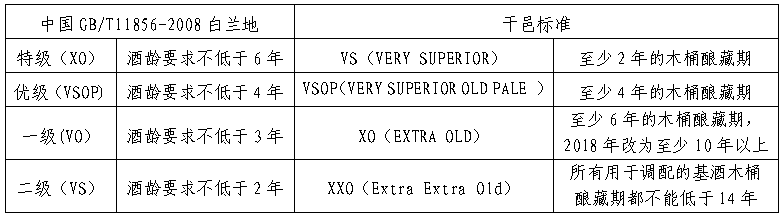 中国 GB/T11856-2008 白兰地 干邑标准
特级（XO） 酒龄要求不低于 6 年 VS（VERY SUPERIOR） 至少 2 年的木桶酿藏期
优级（VSOP） 酒龄要求不低于 4 年 VSOP(VERY SUPERIOR OLD PALE ） 至少 4 年的木桶酿藏期
一级(VO) 酒龄要求不低于 3 年 XO（EXTRA OLD） 至少 6 年的木桶酿藏期，
2018 年改为至少 10 年以上
二级（VS） 酒龄要求不低于 2 年 XXO（Extra Extra Old） 所有用于调配的基酒木桶
酿藏期都不能低于 14 年